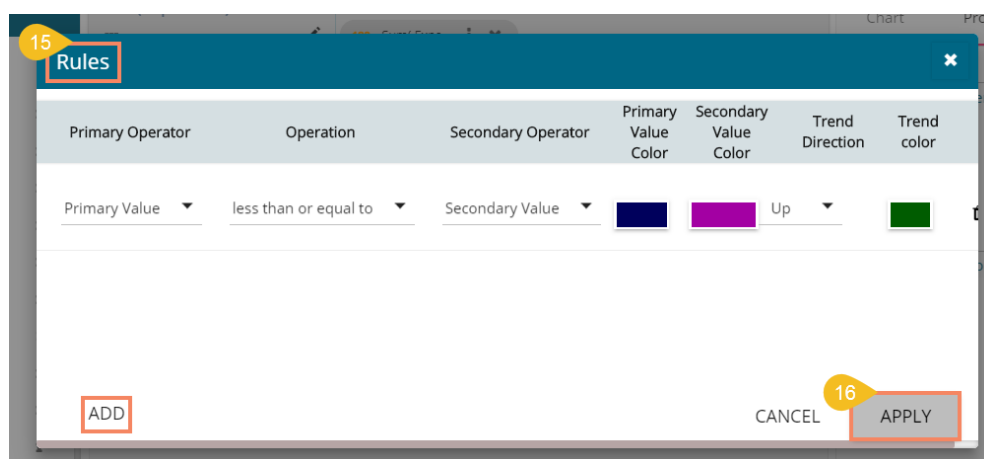 Chart
15
Rules
Primary Operator
Operation
Secondary Operator
Primary
Value
Color
Secondary
Value
Color
Trend
Direction
Trend
color
Primary Value
less than or equal to
Secondary Value
Up
ADD
16
CANCEL
APPLY